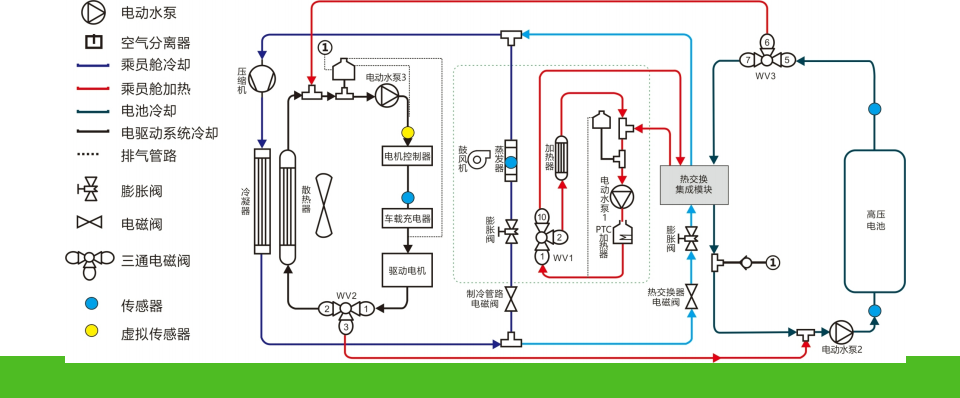 电动水泵
空气分离器
乘员舱冷却
乘员舱加热
电池冷却
电驱动系统冷却
排气管路
膨胀阀
电磁阀
三通电磁阀
传感器
虚拟传感器
压缩机
冷凝器
散热器
1
电动水泵3
电机控制器
车载充电器
驱动电机
WV2
2
1
3
鼓风机
蒸发器
膨胀阀
制冷管路
电磁阀
加热器
10
2
1
WV1
电动水泵1
PTC
加热器
热交换
集成模块
膨胀阀
热交换器
电磁阀
6
7
5
WV3
1
高压
电池
电动水泵2